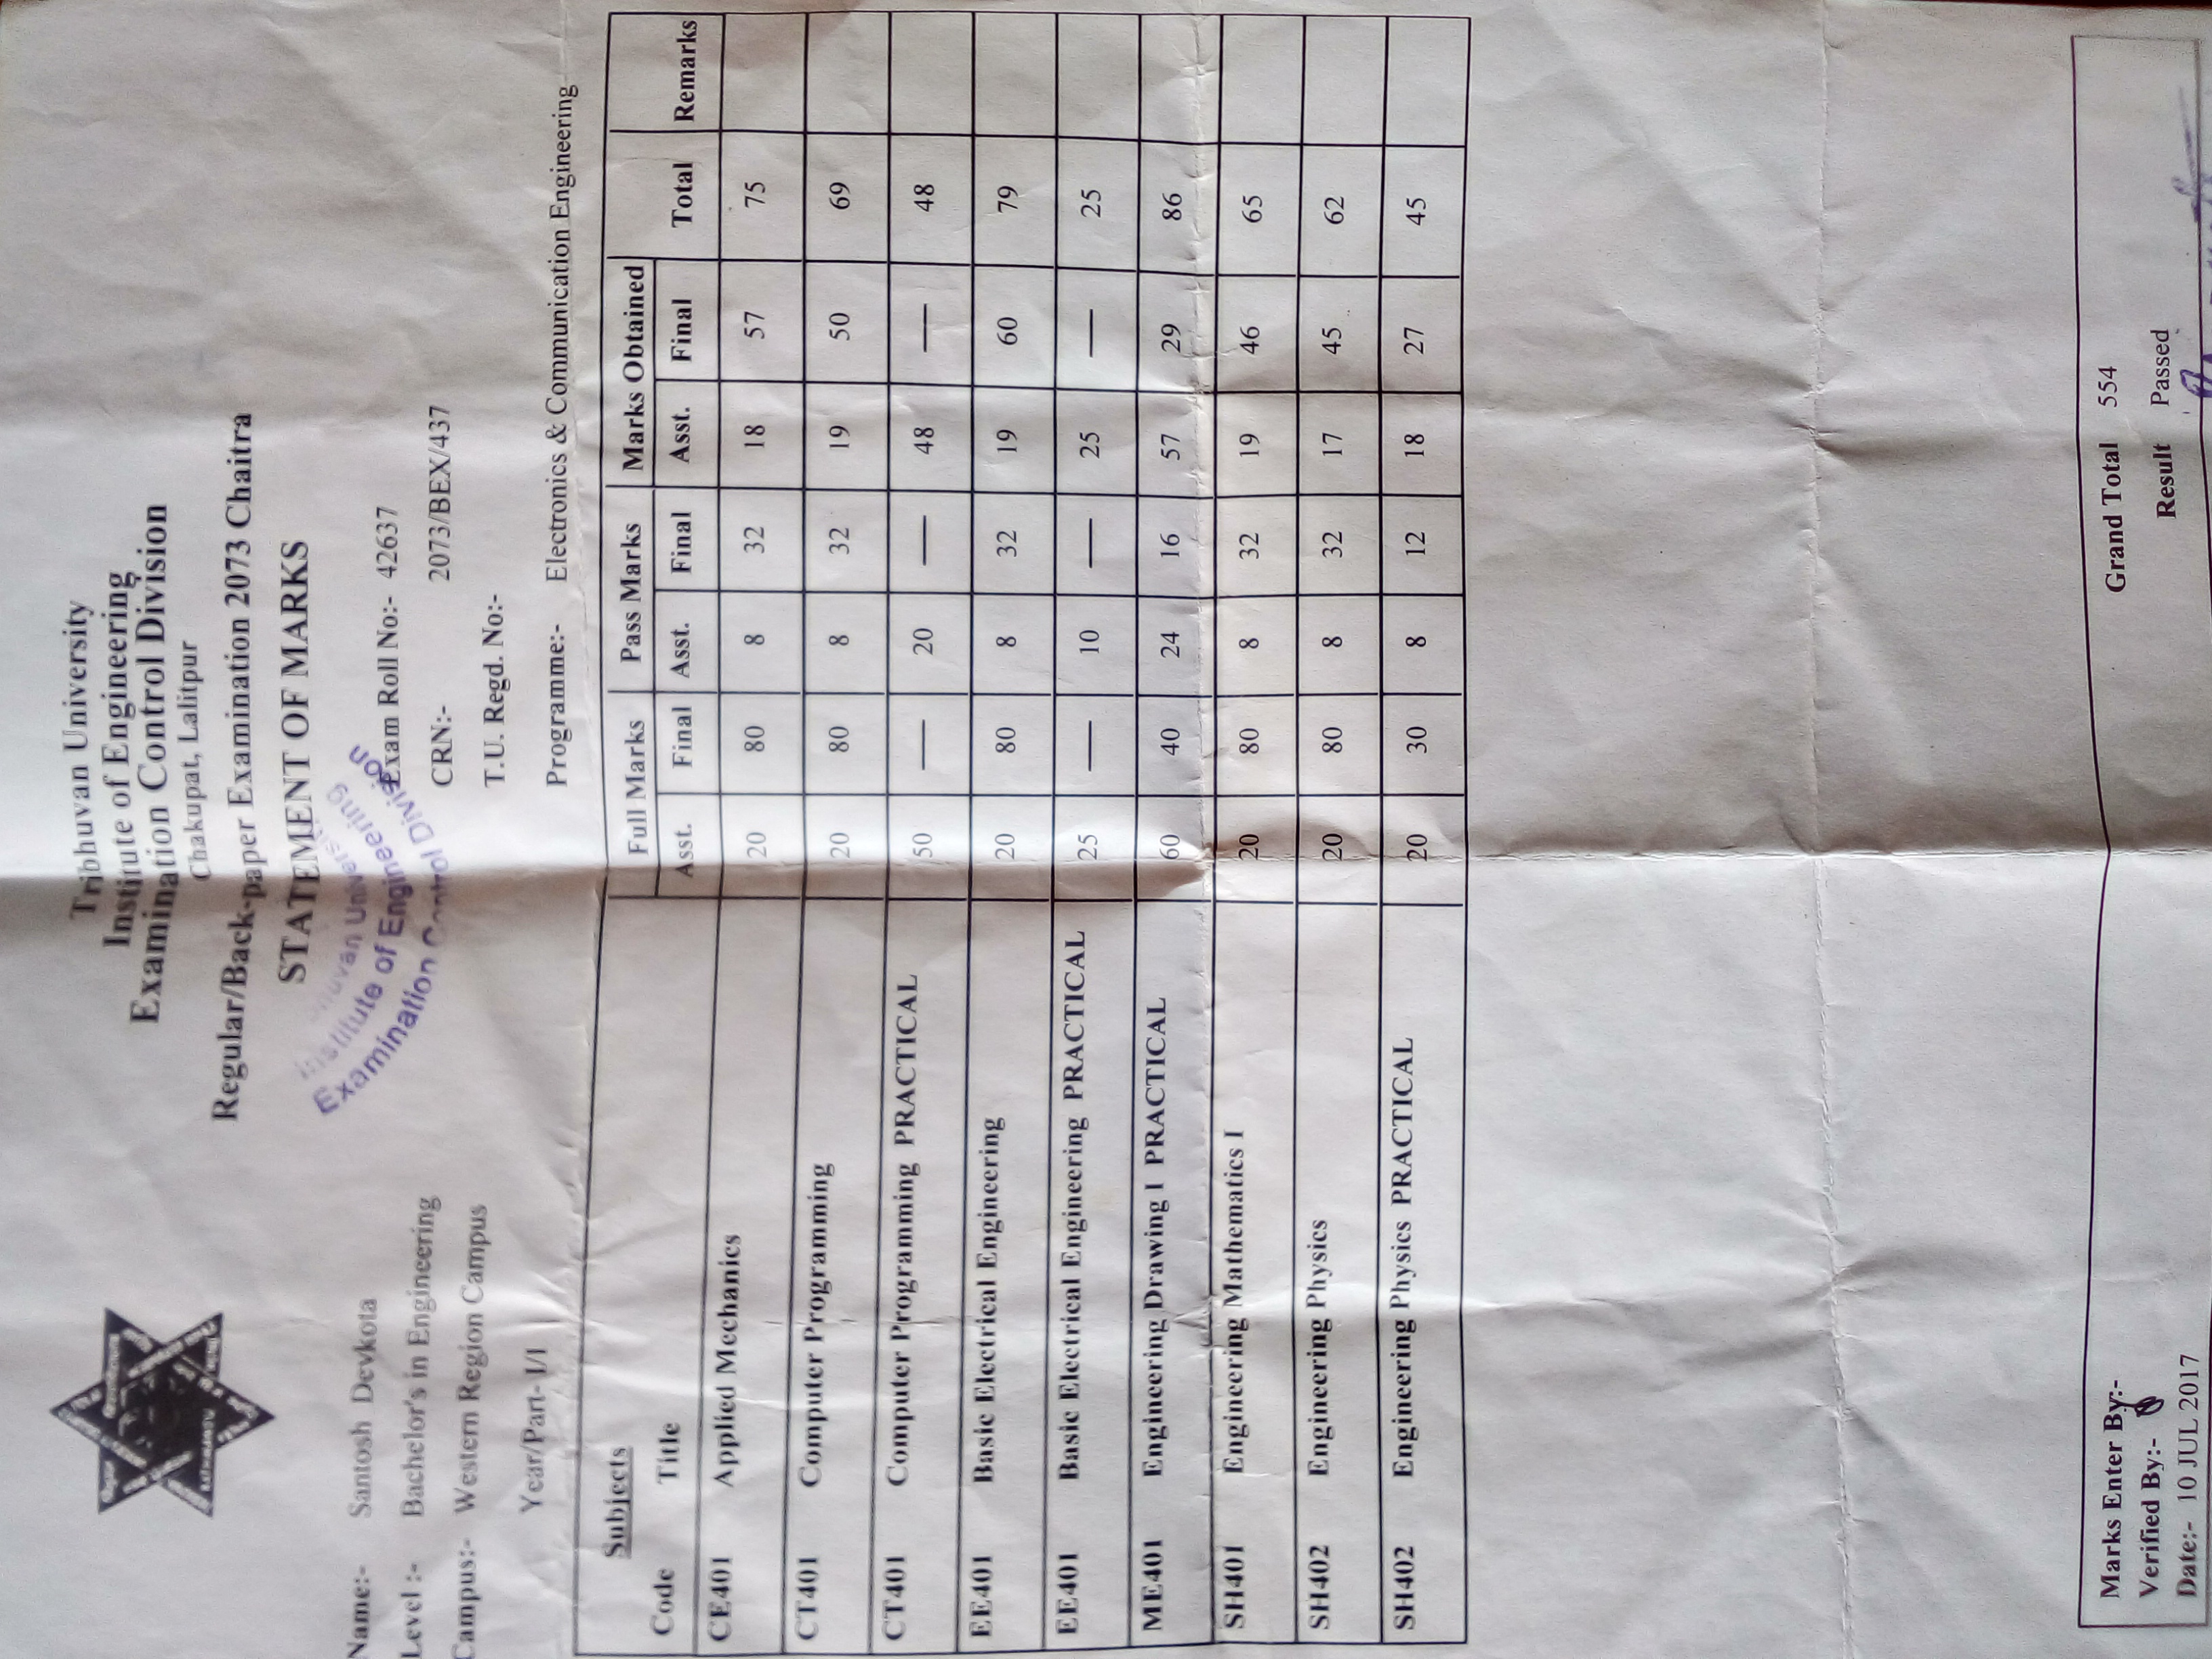 Tribhuvan University
Institute of Engineering
Examination Control Division
Chakupat, Lalitpur
Regular/Back-paper Examination 2073 Chaitra
STATEMENT OF MARKS
Tribhuvan University
Institute of Engineering
Examination Control Division
Name:- Santosh Devkota
Exam Roll No:- 42637
Level :- Bachelor's in Engineering
CRN:- 2073/BEX/437
Campus:- Western Region Campus
T.U. Regd. No:-
Year/Part- I/I
Programme:- Electronics & Communication Engineering
Subjects Full Marks Pass Marks Marks Obtained
Code Title Asst. Final Asst. Final Asst. Final Total Remarks
CE401 Applied Mechanics 20 80 8 32 18 57 75
CT401 Computer Programming 20 80 8 32 19 50 69
CT401 Computer Programming PRACTICAL 50 — 20 — 48 — 48
EE401 Basic Electrical Engineering 20 80 8 32 19 60 79
EE401 Basic Electrical Engineering PRACTICAL 25 — 10 — 25 — 25
ME401 Engineering Drawing I PRACTICAL 60 40 24 16 57 29 86
SH401 Engineering Mathematics I 20 80 8 32 19 46 65
SH402 Engineering Physics 20 80 8 32 17 45 62
SH402 Engineering Physics PRACTICAL 20 30 8 12 18 27 45
Marks Enter By:-
Verified By:-
Date:- 10 JUL 2017
Grand Total 554
Result Passed